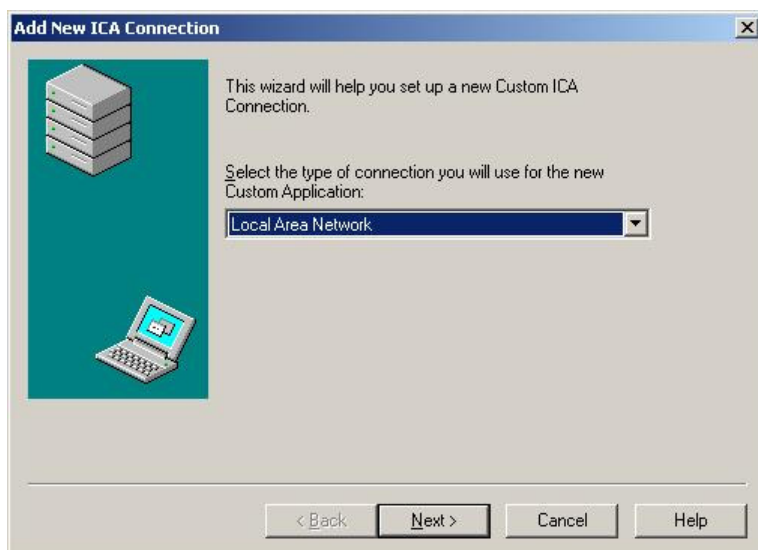 Add New ICA Connection
This wizard will help you set up a new Custom ICA
Connection.
Select the type of connection you will use for the new
Custom Application:
Local Area Network
< Back
Next >
Cancel
Help